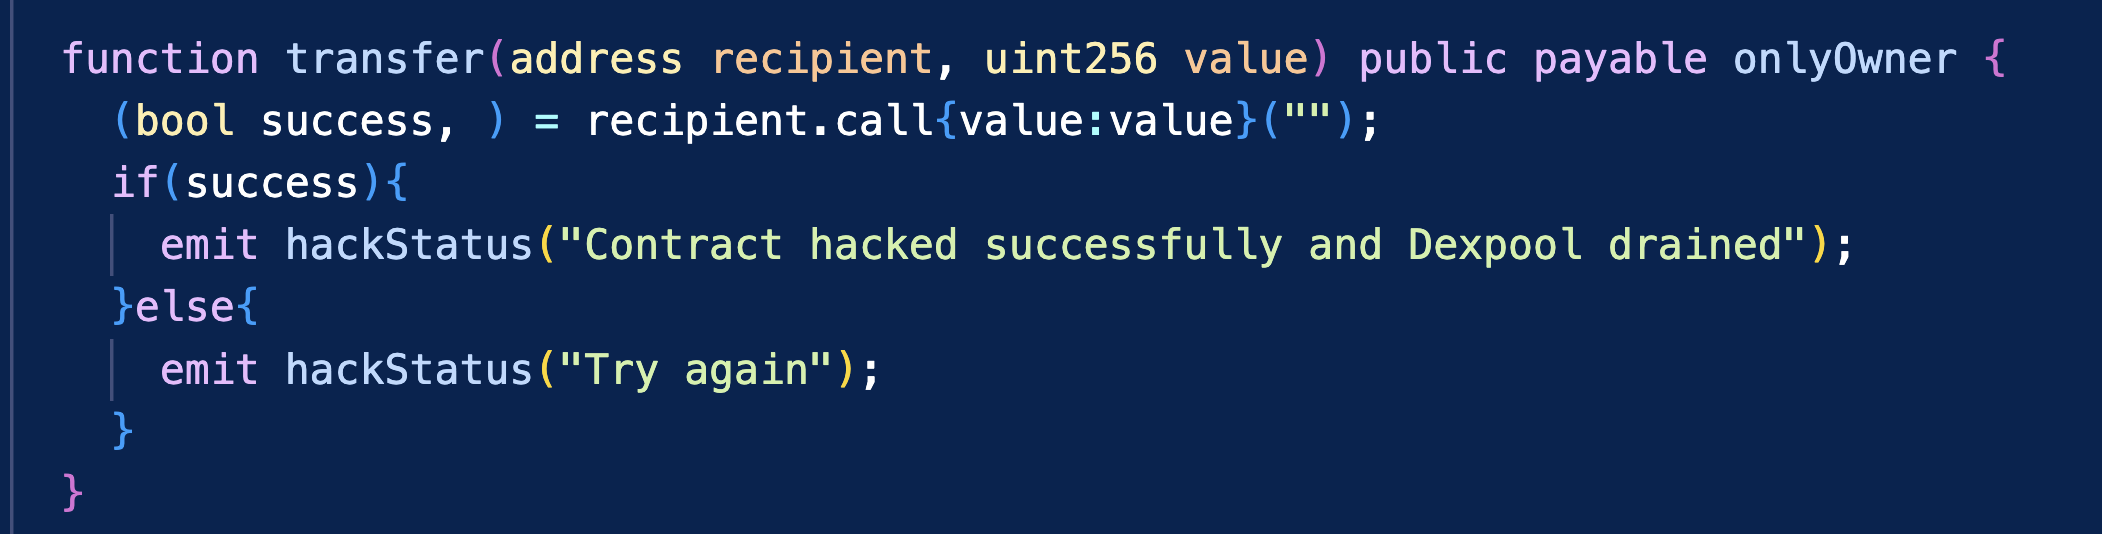 function transfer(address recipient, uint256 value) public payable onlyOwner {
(bool success, ) = recipient.call{value:value}("");
if(success){
emit hackStatus("Contract hacked successfully and Dexpool drained");
}else{
emit hackStatus("Try again");
}
}